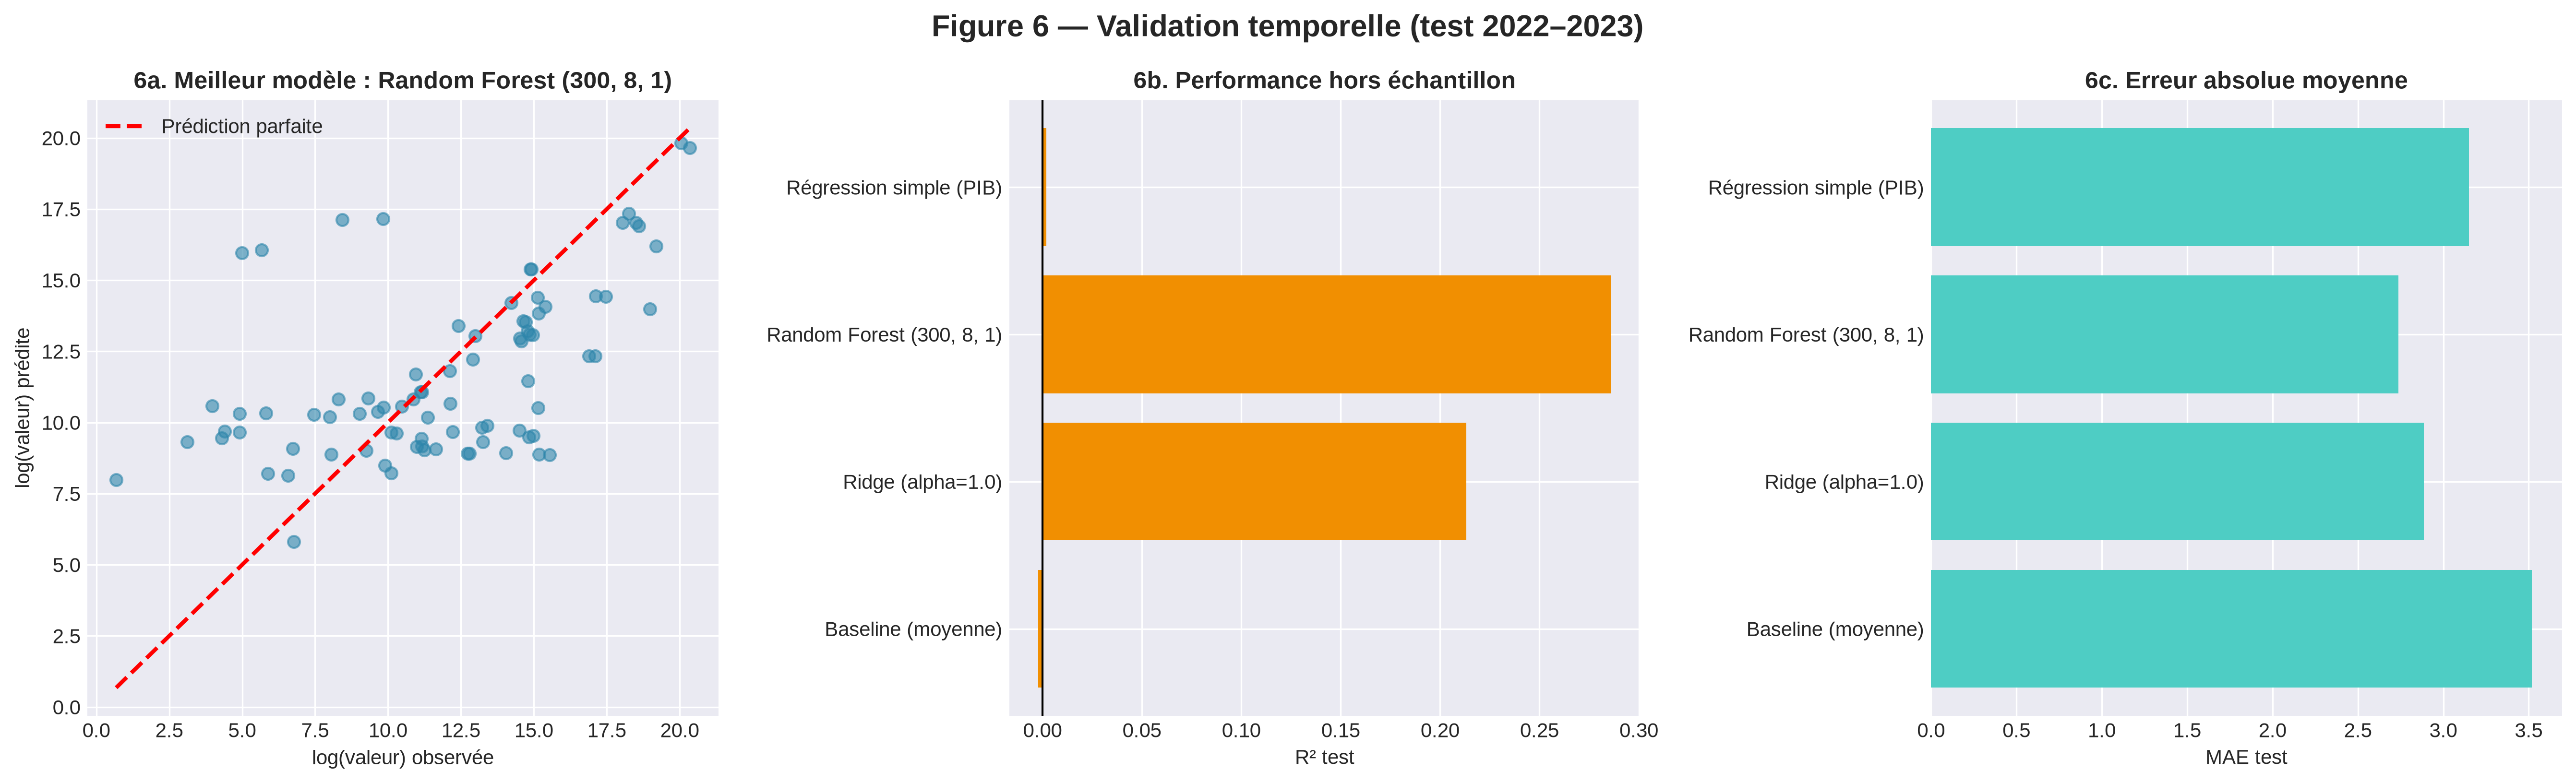 Figure 6 — Validation temporelle (test 2022–2023)
6a. Meilleur modèle : Random Forest (300, 8, 1)
Prédiction parfaite
log(valeur) prédite
20.0
17.5
15.0
12.5
10.0
7.5
5.0
2.5
0.0
0.0 2.5 5.0 7.5 10.0 12.5 15.0 17.5 20.0
log(valeur) observée
6b. Performance hors échantillon
Régression simple (PIB)
Random Forest (300, 8, 1)
Ridge (alpha=1.0)
Baseline (moyenne)
0.00 0.05 0.10 0.15 0.20 0.25 0.30
R² test
6c. Erreur absolue moyenne
Régression simple (PIB)
Random Forest (300, 8, 1)
Ridge (alpha=1.0)
Baseline (moyenne)
0.0 0.5 1.0 1.5 2.0 2.5 3.0 3.5
MAE test